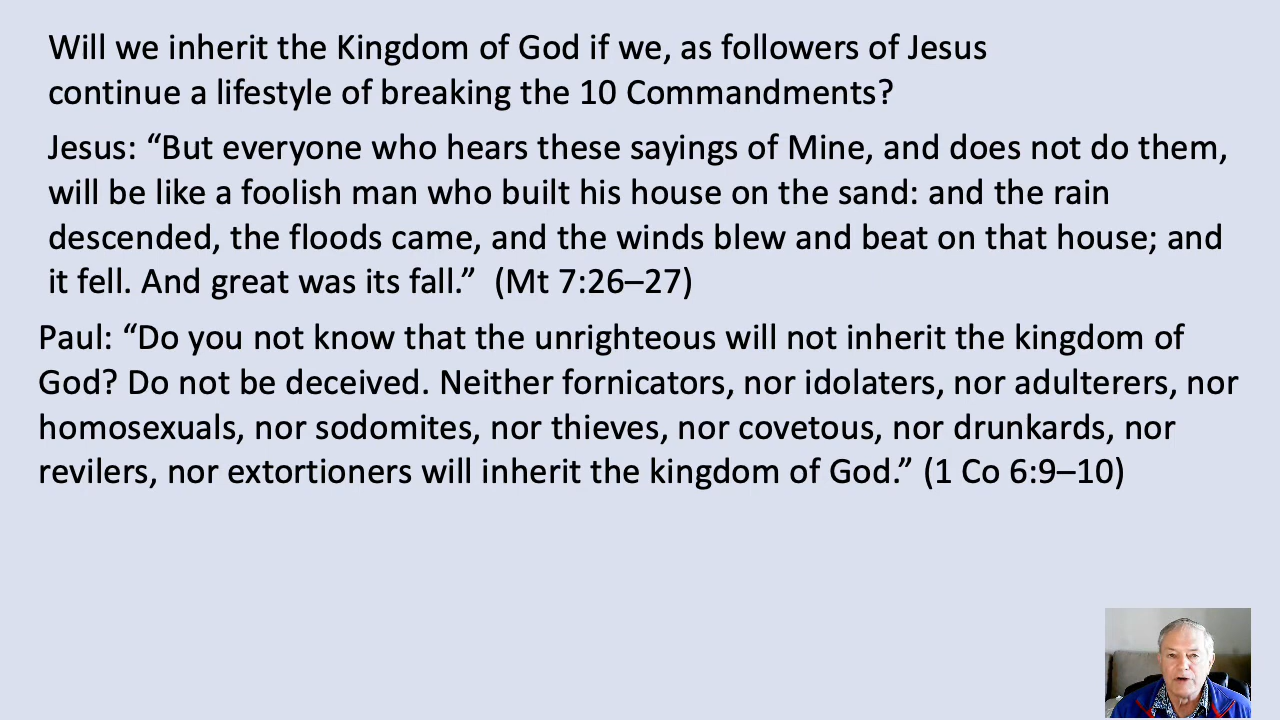 Will we inherit the Kingdom of God if we, as followers of Jesus
continue a lifestyle of breaking the 10 Commandments?
Jesus: “But everyone who hears these sayings of Mine, and does not do them,
will be like a foolish man who built his house on the sand: and the rain
descended, the floods came, and the winds blew and beat on that house; and
it fell. And great was its fall.”  (Mt 7:26–27)
Paul: “Do you not know that the unrighteous will not inherit the kingdom of
God? Do not be deceived. Neither fornicators, nor idolaters, nor adulterers, nor
homosexuals, nor sodomites, nor thieves, nor covetous, nor drunkards, nor
revilers, nor extortioners will inherit the kingdom of God.” (1 Co 6:9–10)